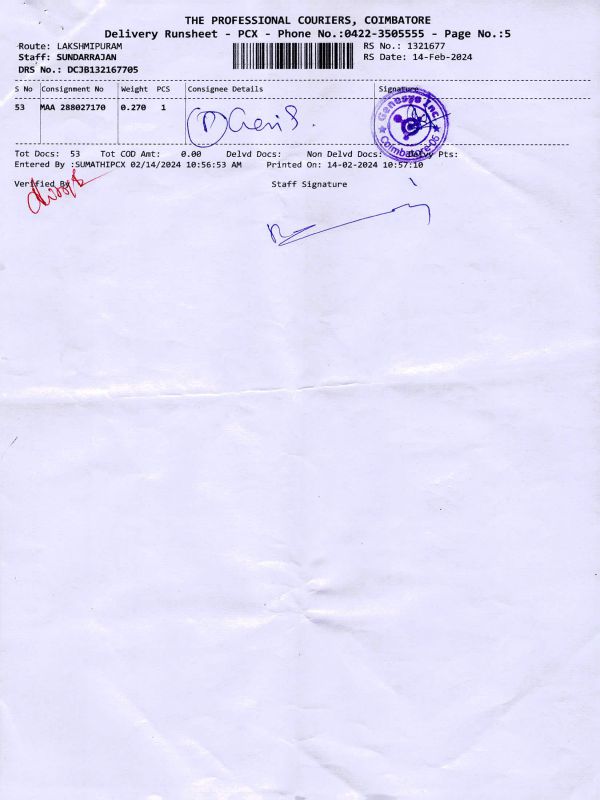 THE PROFESSIONAL COURIERS, COIMBATORE
Delivery Runsheet - PCX - Phone No.:0422-3505555 - Page No.:5
Route: LAKSHMIPURAM
RS No.: 1321677
Staff: SUNDARRAJAN
RS Date: 14-Feb-2024
DRS No.: DCJB132167705
S No Consignment No Weight PCS Consignee Details Signature
53 MAA 288027170 0.270 1
Genesys Inc
Coimbatore-06
Tot Docs: 53 Tot COD Amt: 0.00 Delvd Docs: Non Delvd Docs: Pts:
Entered By :SUMATHIPCX 02/14/2024 10:56:53 AM Printed On: 14-02-2024 10:57:10
Verified By Staff Signature